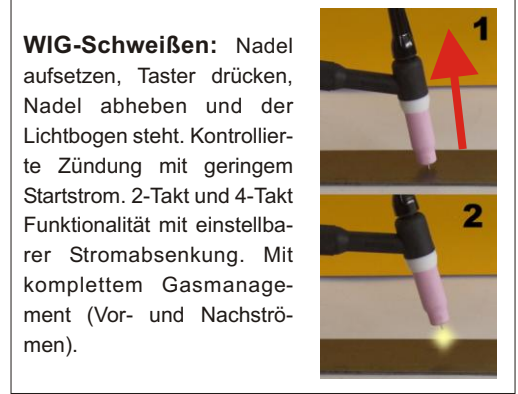 WIG-Schweißen: Nadel
aufsetzen, Taster drücken,
Nadel abheben und der
Lichtbogen steht. Kontrollier-
te Zündung mit geringem
Startstrom. 2-Takt und 4-Takt
Funktionalität mit einstellba-
rer Stromabsenkung. Mit
komplettem Gasmanage-
ment (Vor- und Nachströ-
men).
1
2